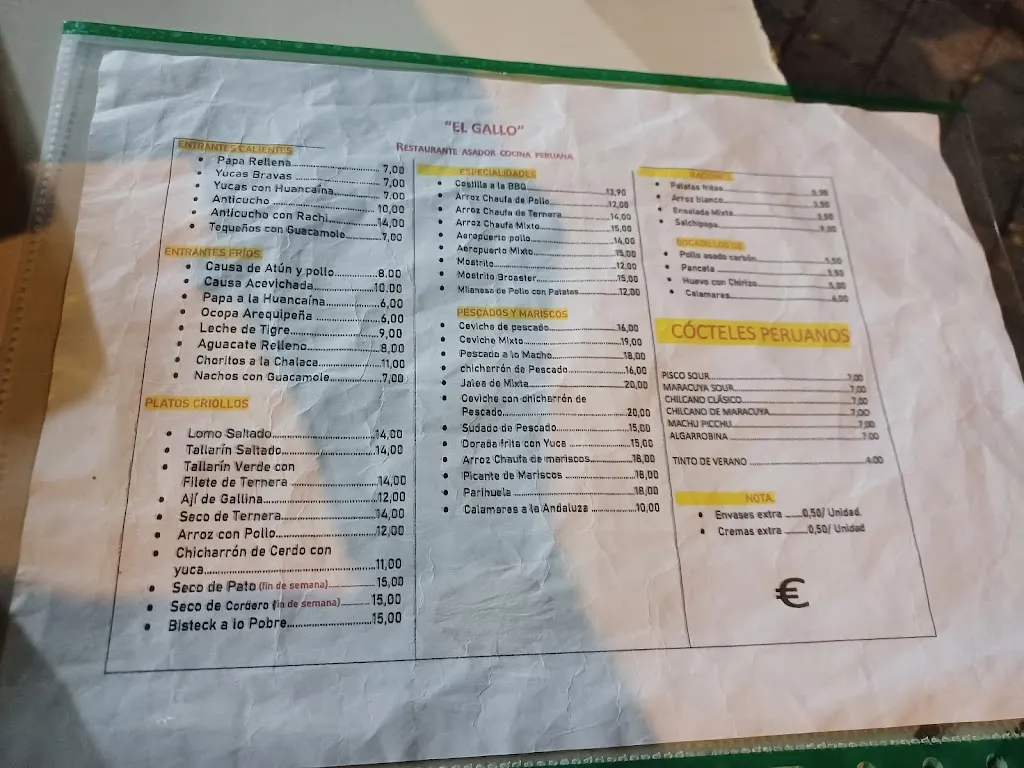 "EL GALLO"
RESTAURANTE ASADOR COCINA PERUANA
ENTRANTES CALIENTES
• Papa Rellena 7,00
• Yucas Bravas 7,00
• Yucas con Huancaína 7,00
• Anticucho 10,00
• Anticucho con Rachi 14,00
• Tequeños con Guacamole 7,00
ENTRANTES FRÍOS
• Causa de Atún y pollo 8,00
• Causa Acevichada 10,00
• Papa a la Huancaína 6,00
• Ocopa Arequipeña 6,00
• Leche de Tigre 9,00
• Aguacate Relleno 8,00
• Choritos a la Chalaca 11,00
• Nachos con Guacamole 7,00
PLATOS CRIOLLOS
• Lomo Saltado 14,00
• Tallarín Saltado 14,00
• Tallarín Verde con
Filete de Ternera 14,00
• Ají de Gallina 12,00
• Seco de Ternera 14,00
• Arroz con Pollo 12,00
• Chicharrón de Cerdo con
yuca 11,00
• Seco de Pato (fin de semana) 15,00
• Seco de Cordero (fin de semana) 15,00
• Bisteck a lo Pobre 15,00
ESPECIALIDADES
• Costilla a la BBQ 13,90
• Arroz Chaufa de Pollo 12,00
• Arroz Chaufa de Ternera 14,00
• Arroz Chaufa Mixto 15,00
• Aeropuerto pollo 14,00
• Aeropuerto Mixto 15,00
• Mostrito 12,00
• Mostrito Broaster 15,00
• Milanesa de Pollo con Patatas 12,00
PESCADOS Y MARISCOS
• Ceviche de pescado 16,00
• Ceviche Mixto 19,00
• Pescado a lo Macho 18,00
• chicharrón de Pescado 16,00
• Jalea de Mixta 20,00
• Ceviche con chicharrón de
Pescado 20,00
• Sudado de Pescado 15,00
• Dorada frita con Yuca 15,00
• Arroz Chaufa de mariscos 18,00
• Picante de Mariscos 18,00
• Parihuela 18,00
• Calamares a la Andaluza 10,00
RACIONES
• Patatas fritas
• Arroz blanco
• Ensalada Mixta
• Salchipapa
BOCADILLOS DE
• Pollo asado carbón
• Panceta
• Huevo con Chirizo
• Calamares
CÓCTELES PERUANOS
PISCO SOUR 7,00
MARACUYA SOUR 7,00
CHILCANO CLÁSICO 7,00
CHILCANO DE MARACUYA 7,00
MACHU PICCHU 7,00
ALGARROBINA 7,00
TINTO DE VERANO 4,00
NOTA
• Envases extra 0,50/ Unidad.
• Cremas extra 0,50/ Unidad
€